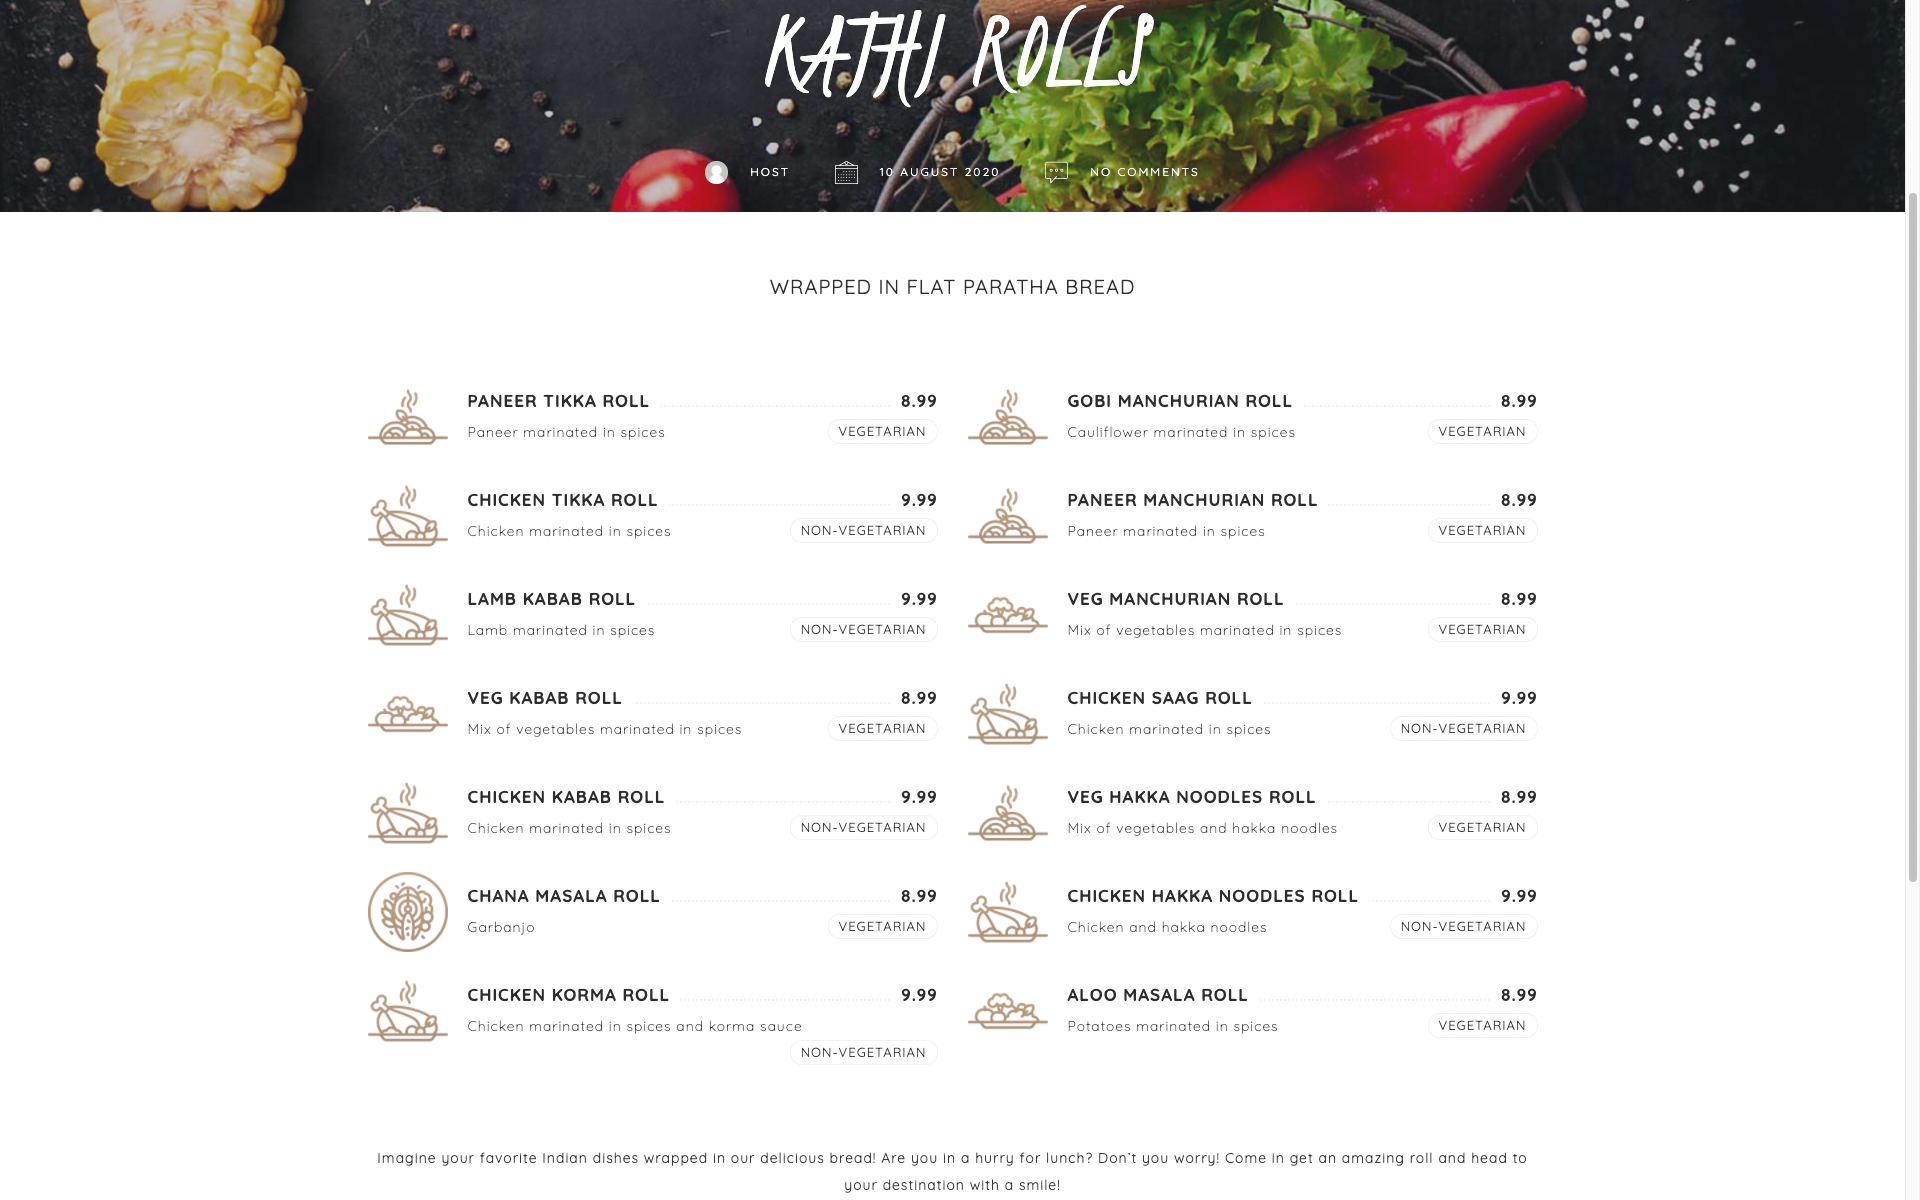 KATHI ROLLS
HOST 10 AUGUST 2020 NO COMMENTS
WRAPPED IN FLAT PARATHA BREAD
PANEER TIKKA ROLL 8.99
Paneer marinated in spices VEGETARIAN
CHICKEN TIKKA ROLL 9.99
Chicken marinated in spices NON-VEGETARIAN
LAMB KABAB ROLL 9.99
Lamb marinated in spices NON-VEGETARIAN
VEG KABAB ROLL 8.99
Mix of vegetables marinated in spices VEGETARIAN
CHICKEN KABAB ROLL 9.99
Chicken marinated in spices NON-VEGETARIAN
CHANA MASALA ROLL 8.99
Garbanjo VEGETARIAN
CHICKEN KORMA ROLL 9.99
Chicken marinated in spices and korma sauce
NON-VEGETARIAN
GOBI MANCHURIAN ROLL 8.99
Cauliflower marinated in spices VEGETARIAN
PANEER MANCHURIAN ROLL 8.99
Paneer marinated in spices VEGETARIAN
VEG MANCHURIAN ROLL 8.99
Mix of vegetables marinated in spices VEGETARIAN
CHICKEN SAAG ROLL 9.99
Chicken marinated in spices NON-VEGETARIAN
VEG HAKKA NOODLES ROLL 8.99
Mix of vegetables and hakka noodles VEGETARIAN
CHICKEN HAKKA NOODLES ROLL 9.99
Chicken and hakka noodles NON-VEGETARIAN
ALOO MASALA ROLL 8.99
Potatoes marinated in spices VEGETARIAN
Imagine your favorite Indian dishes wrapped in our delicious bread! Are you in a hurry for lunch? Don't you worry! Come in get an amazing roll and head to
your destination with a smile!